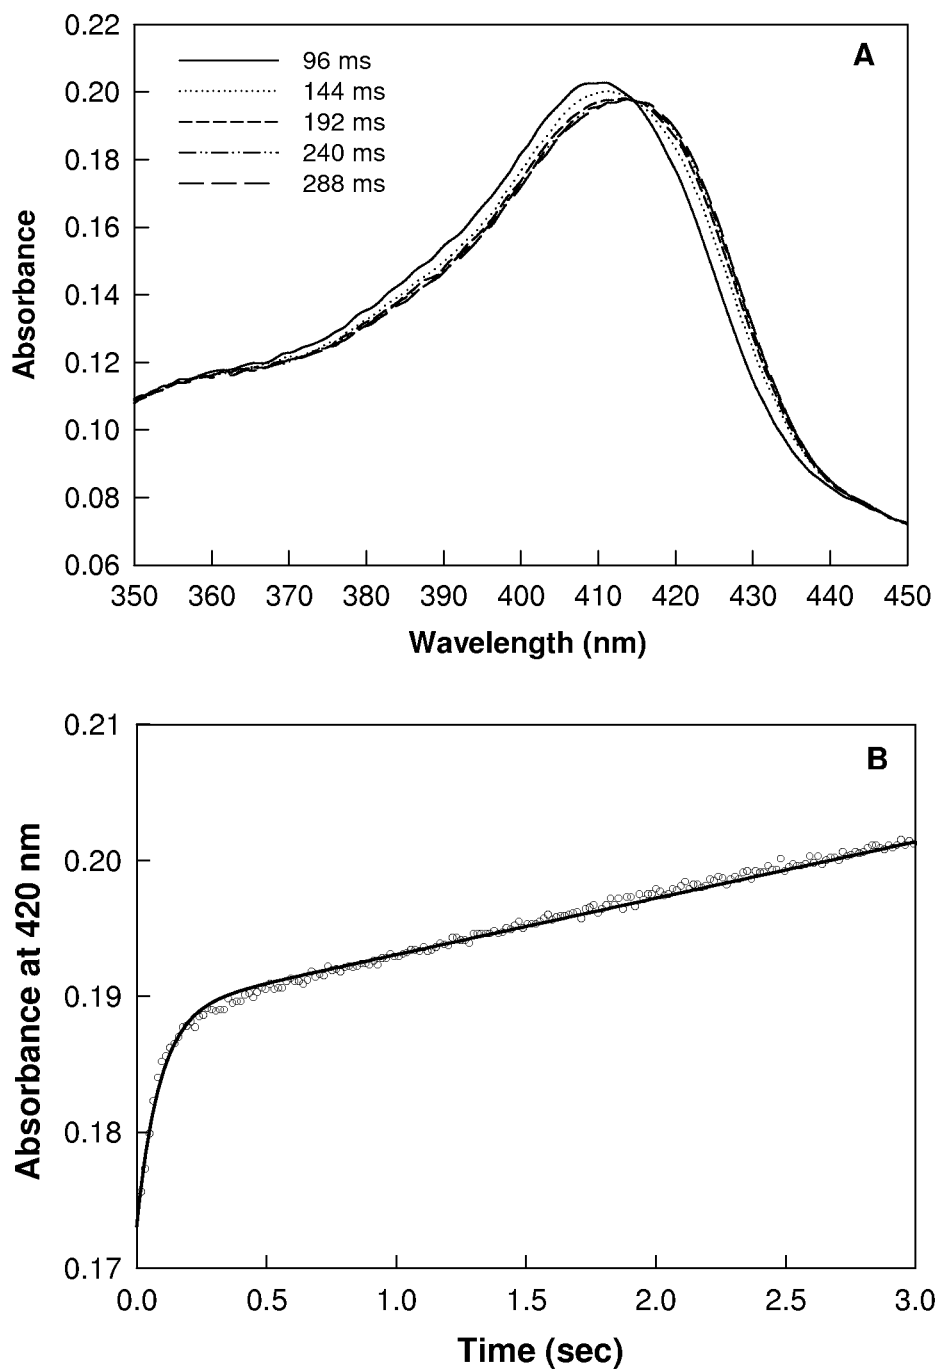 0.22
A
96 ms
144 ms
192 ms
240 ms
288 ms
0.20
0.18
0.16
0.14
0.12
0.10
0.08
0.06
Absorbance
350 360 370 380 390 400 410 420 430 440 450
Wavelength (nm)
0.21
B
0.20
0.19
0.18
0.17
Absorbance at 420 nm
0.0 0.5 1.0 1.5 2.0 2.5 3.0
Time (sec)